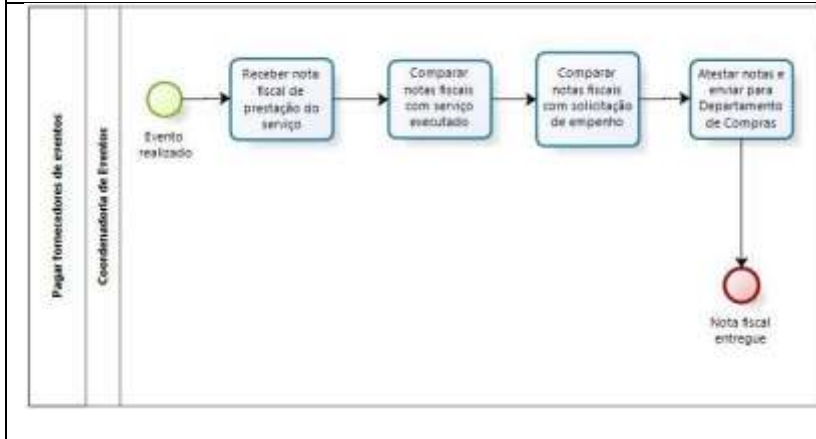 Pagar fornecedores de eventos
Coordenadoria de Eventos
Evento
realizado
Receber nota
fiscal de
prestação do
serviço
Comparar
notas fiscais
com serviço
executado
Comparar
notas fiscais
com solicitação
de empenho
Atestar notas e
enviar para
Departamento
de Compras
Nota fiscal
entregue